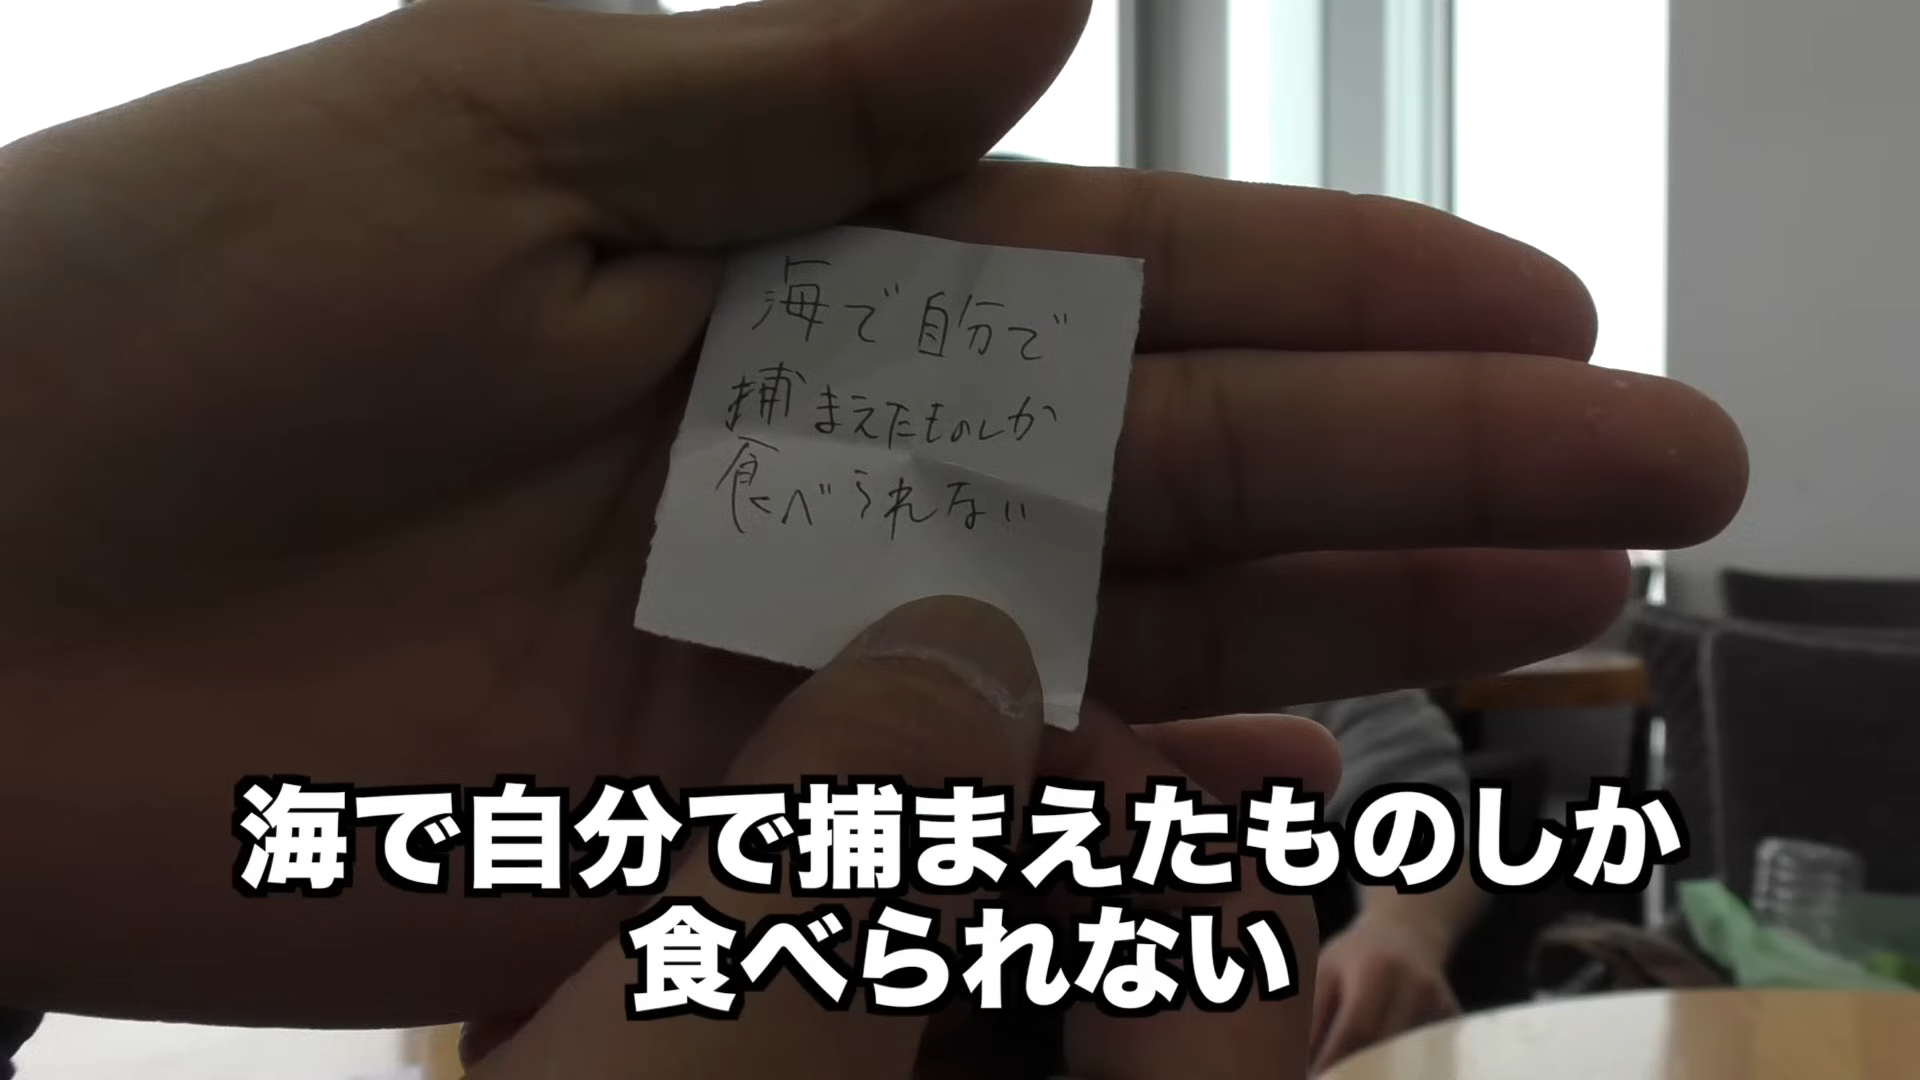 海で自分で
捕まえたものしか
食べられない
海で自分で捕まえたものしか
食べられない